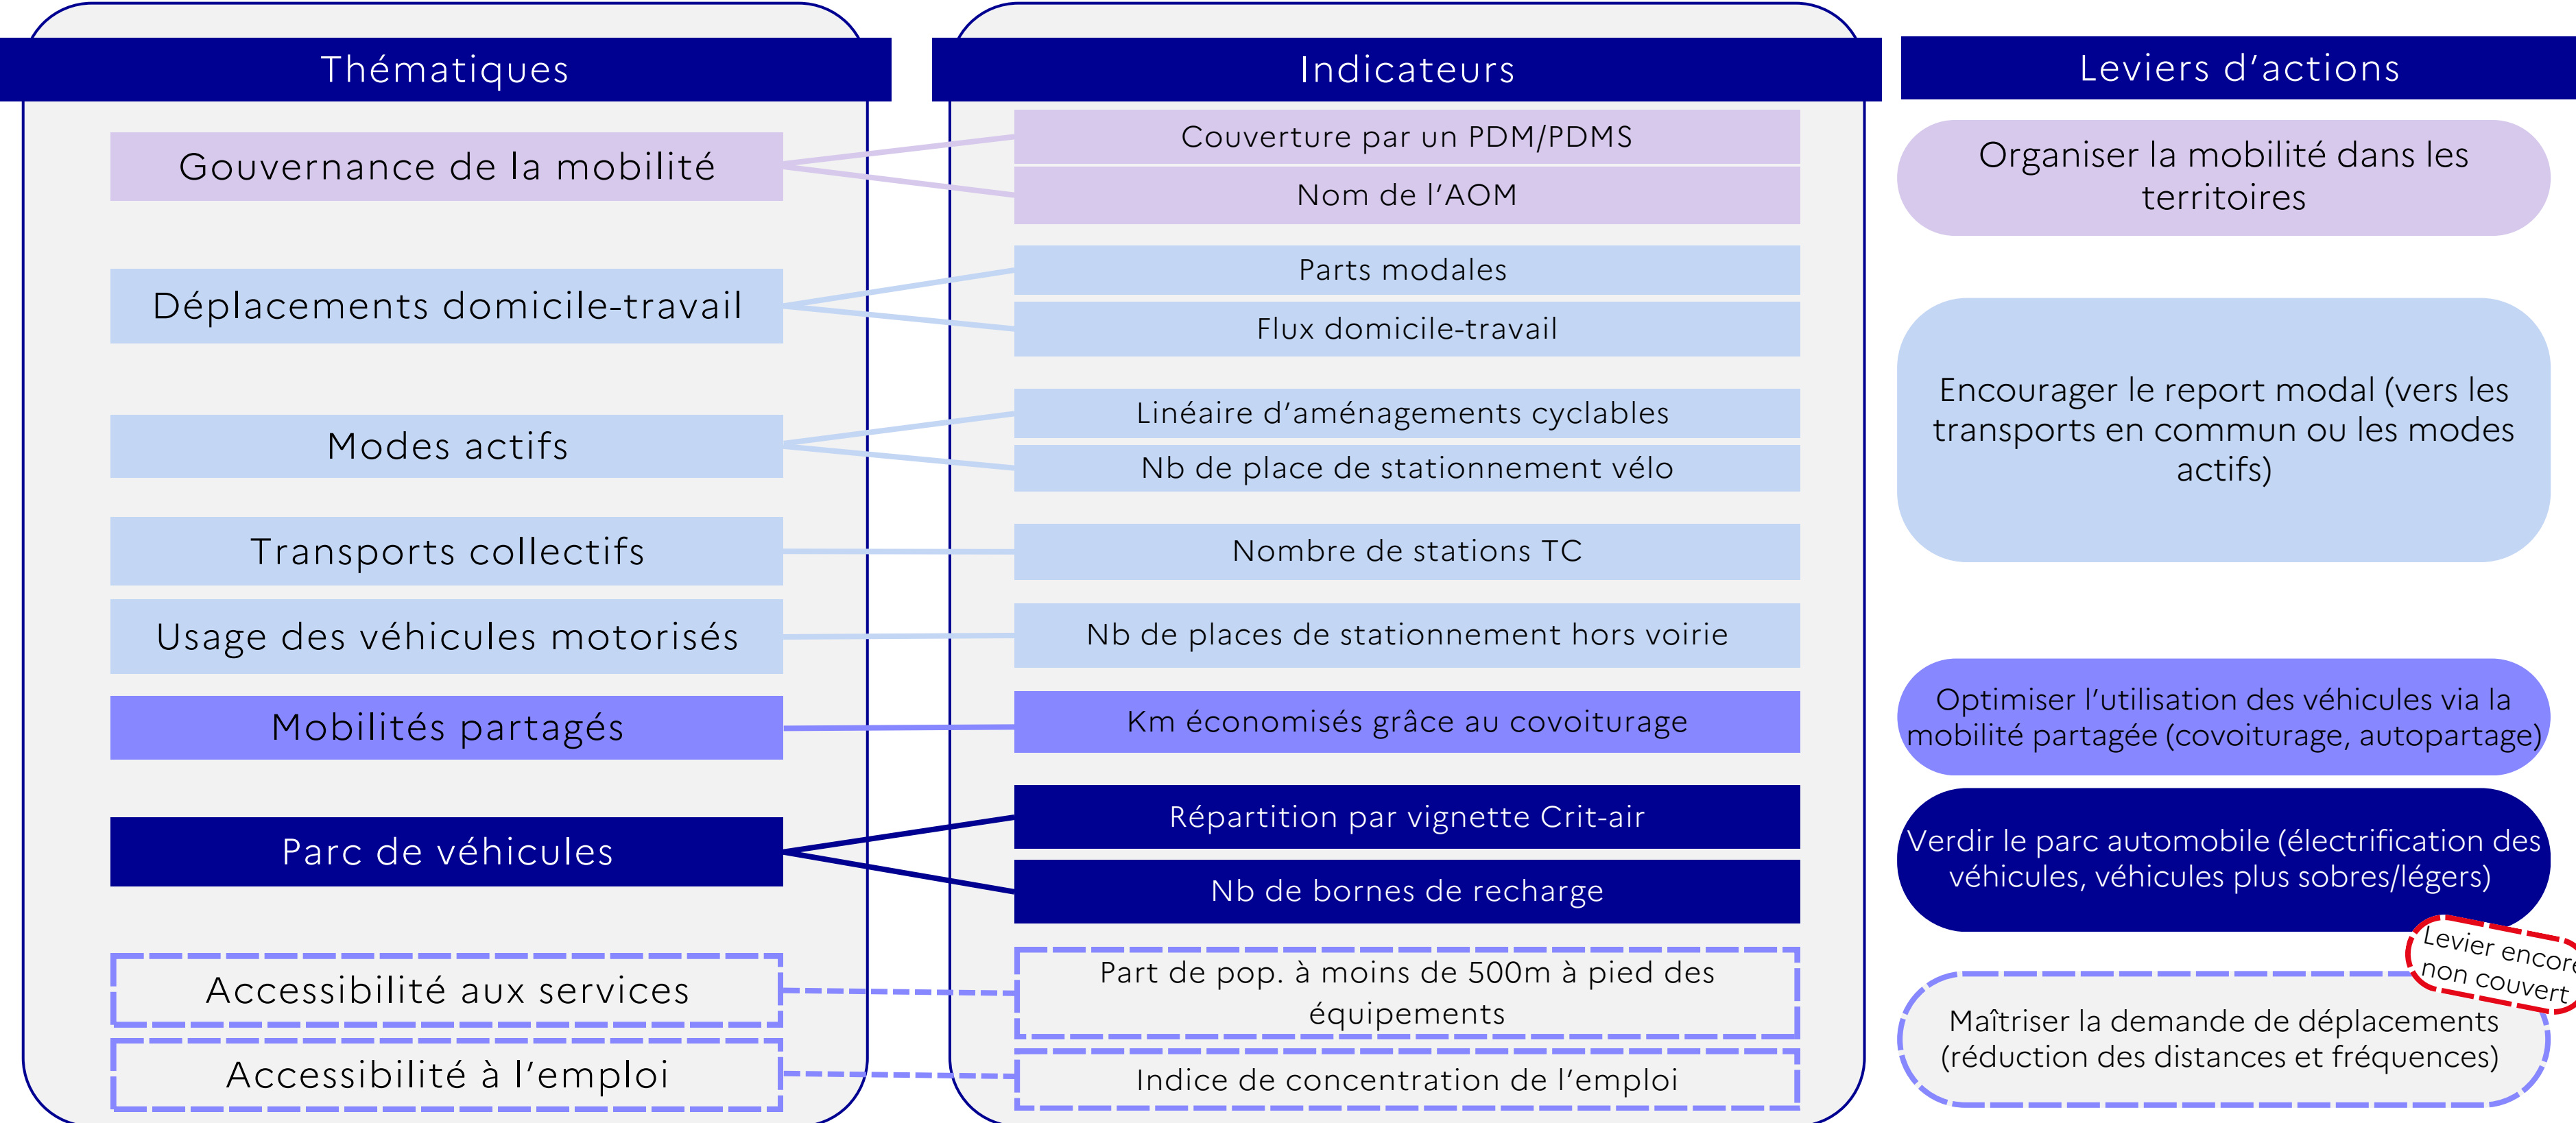 Thématiques
Gouvernance de la mobilité
Déplacements domicile-travail
Modes actifs
Transports collectifs
Usage des véhicules motorisés
Mobilités partagés
Parc de véhicules
Accessibilité aux services
Accessibilité à l'emploi
Indicateurs
Couverture par un PDM/PDMS
Nom de l'AOM
Parts modales
Flux domicile-travail
Linéaire d'aménagements cyclables
Nb de place de stationnement vélo
Nombre de stations TC
Nb de places de stationnement hors voirie
Km économisés grâce au covoiturage
Répartition par vignette Crit-air
Nb de bornes de recharge
Part de pop. à moins de 500m à pied des
équipements
Indice de concentration de l'emploi
Leviers d'actions
Organiser la mobilité dans les
territoires
Encourager le report modal (vers les
transports en commun ou les modes
actifs)
Optimiser l'utilisation des véhicules via la
mobilité partagée (covoiturage, autopartage)
Verdir le parc automobile (électrification des
véhicules, véhicules plus sobres/légers)
Levier encore
non couvert
Maîtriser la demande de déplacements
(réduction des distances et fréquences)